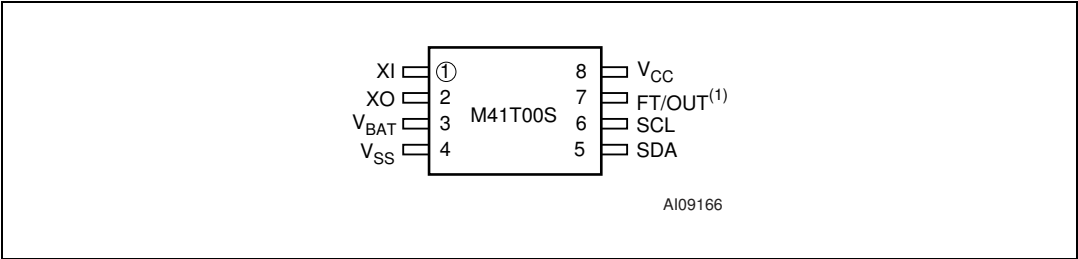 XI 1 8 VCC
XO 2 7 FT/OUT(1)
M41T00S
VBAT 3 6 SCL
VSS 4 5 SDA
AI09166